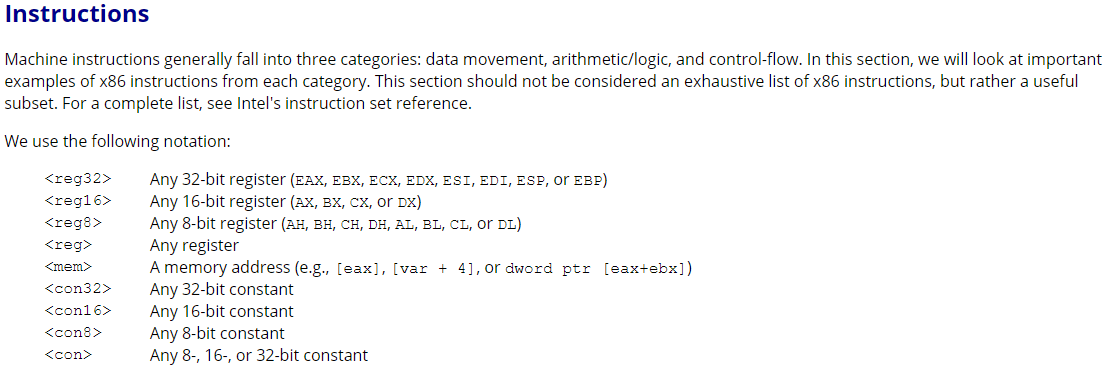 Instructions
Machine instructions generally fall into three categories: data movement, arithmetic/logic, and control-flow. In this section, we will look at important
examples of x86 instructions from each category. This section should not be considered an exhaustive list of x86 instructions, but rather a useful
subset. For a complete list, see Intel's instruction set reference.
We use the following notation:
<reg32> Any 32-bit register (EAX, EBX, ECX, EDX, ESI, EDI, ESP, or EBP)
<reg16> Any 16-bit register (AX, BX, CX, or DX)
<reg8> Any 8-bit register (AH, BH, CH, DH, AL, BL, CL, or DL)
<reg> Any register
<mem> A memory address (e.g., [eax], [var + 4], or dword ptr [eax+ebx])
<con32> Any 32-bit constant
<con16> Any 16-bit constant
<con8> Any 8-bit constant
<con> Any 8-, 16-, or 32-bit constant